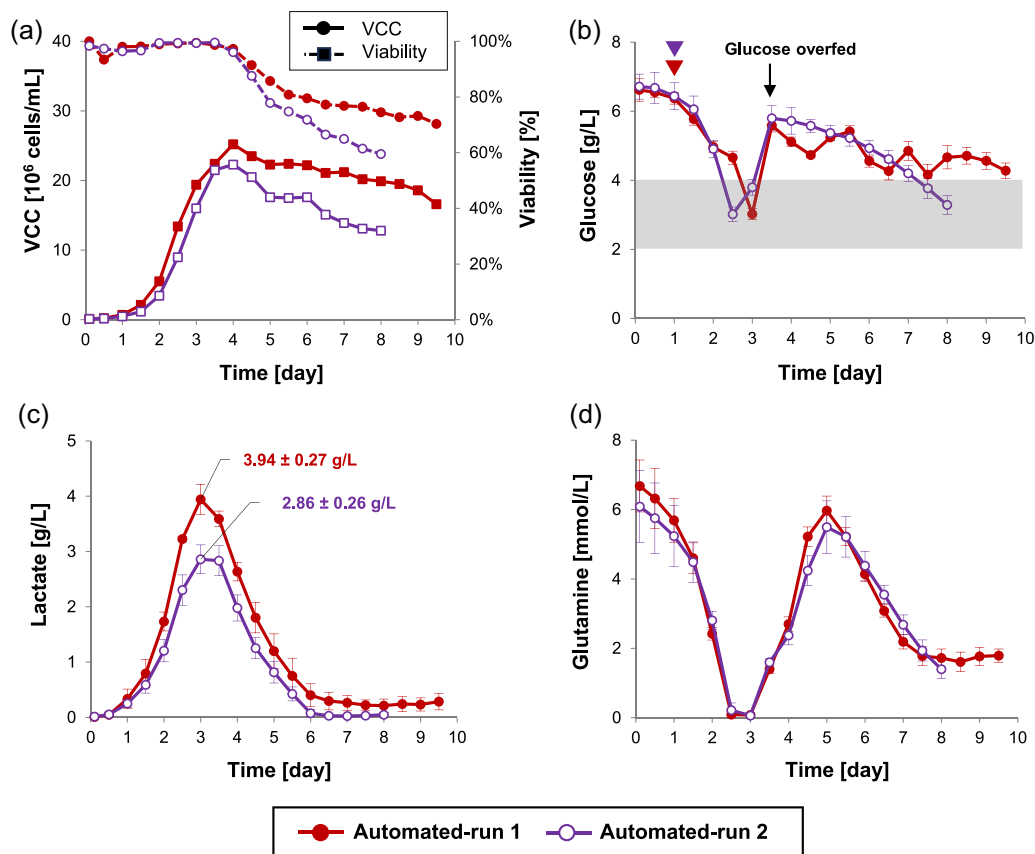 (a)
VCC
Viability
40
30
20
10
0
VCC [10⁶ cells/mL]
100%
80%
60%
40%
20%
0%
Viability [%]
0 1 2 3 4 5 6 7 8 9 10
Time [day]
(b)
Glucose overfed
8
6
4
2
0
Glucose [g/L]
0 1 2 3 4 5 6 7 8 9 10
Time [day]
(c)
3.94 ± 0.27 g/L
2.86 ± 0.26 g/L
5
4
3
2
1
0
Lactate [g/L]
0 1 2 3 4 5 6 7 8 9 10
Time [day]
(d)
8
6
4
2
0
Glutamine [mmol/L]
0 1 2 3 4 5 6 7 8 9 10
Time [day]
Automated-run 1 Automated-run 2